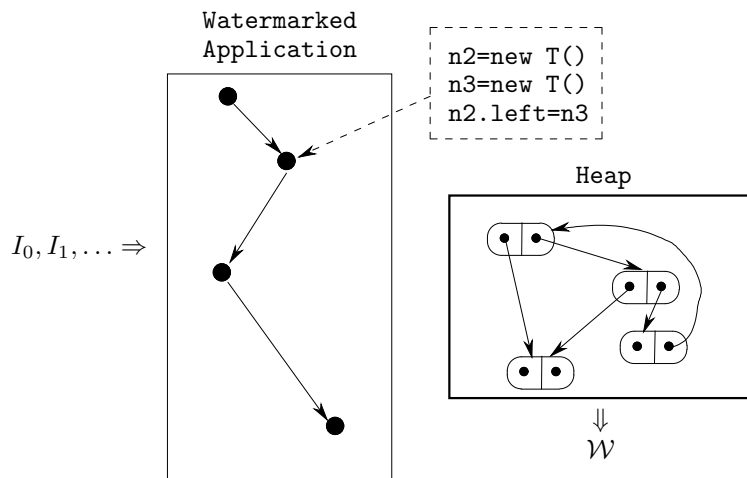 Watermarked
Application
n2=new T()
n3=new T()
n2.left=n3
Heap
I₀, I₁, … ⇒
⇓
𝒲